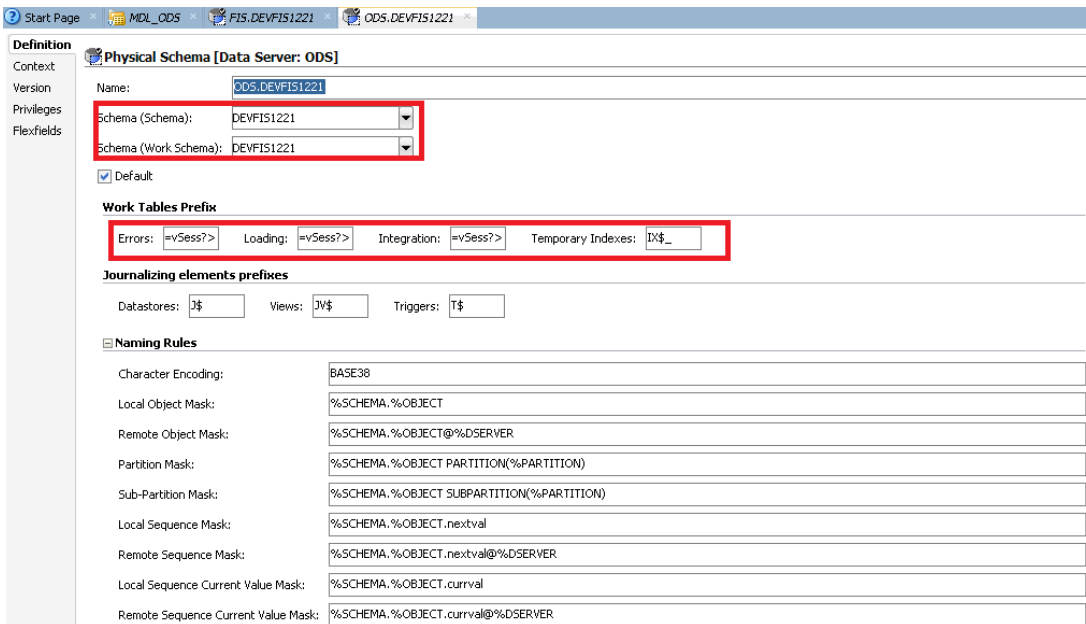 Start Page MDL_ODS FIS.DEVFIS1221 ODS.DEVFIS1221
Definition
Context
Version
Privileges
Flexfields
Physical Schema [Data Server: ODS]
Name: ODS.DEVFIS1221
Schema (Schema): DEVFIS1221
Schema (Work Schema): DEVFIS1221
Default
Work Tables Prefix
Errors: =vSess?> Loading: =vSess?> Integration: =vSess?> Temporary Indexes: IX$_
Journalizing elements prefixes
Datastores: J$ Views: JV$ Triggers: T$
Naming Rules
Character Encoding: BASE38
Local Object Mask: %SCHEMA.%OBJECT
Remote Object Mask: %SCHEMA.%OBJECT@%DSERVER
Partition Mask: %SCHEMA.%OBJECT PARTITION(%PARTITION)
Sub-Partition Mask: %SCHEMA.%OBJECT SUBPARTITION(%PARTITION)
Local Sequence Mask: %SCHEMA.%OBJECT.nextval
Remote Sequence Mask: %SCHEMA.%OBJECT.nextval@%DSERVER
Local Sequence Current Value Mask: %SCHEMA.%OBJECT.currval
Remote Sequence Current Value Mask: %SCHEMA.%OBJECT.currval@%DSERVER